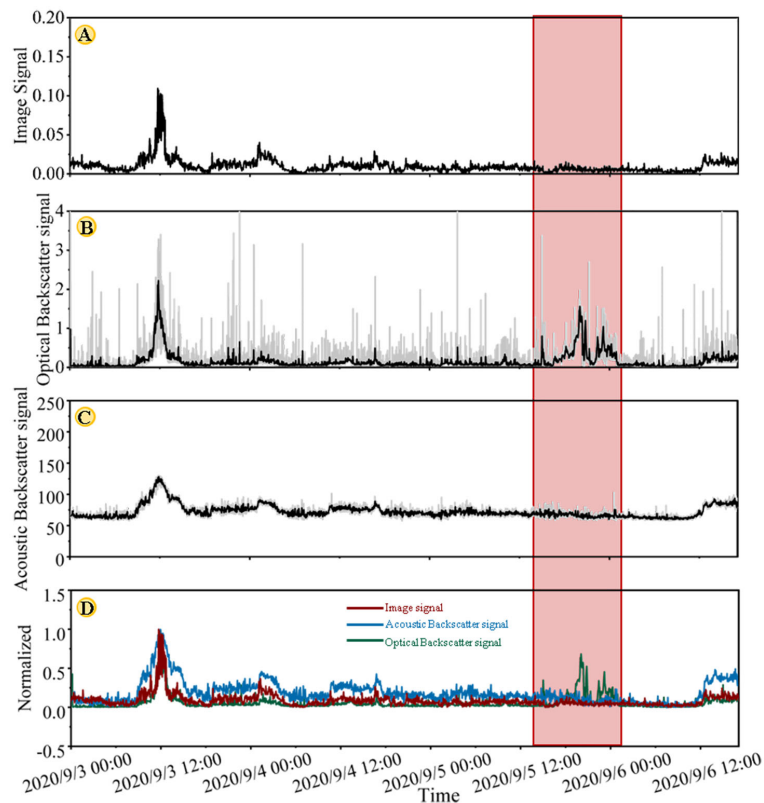 A
Image Signal
0.20
0.15
0.10
0.05
0.00
B
Optical Backscatter signal
4
3
2
1
0
C
Acoustic Backscatter signal
250
200
150
100
50
0
D
Normalized
1.5
1.0
0.5
0.0
-0.5
Image signal
Acoustic Backscatter signal
Optical Backscatter signal
2020/9/3 00:00
2020/9/3 12:00
2020/9/4 00:00
2020/9/4 12:00
2020/9/5 00:00
2020/9/5 12:00
2020/9/6 00:00
2020/9/6 12:00
Time